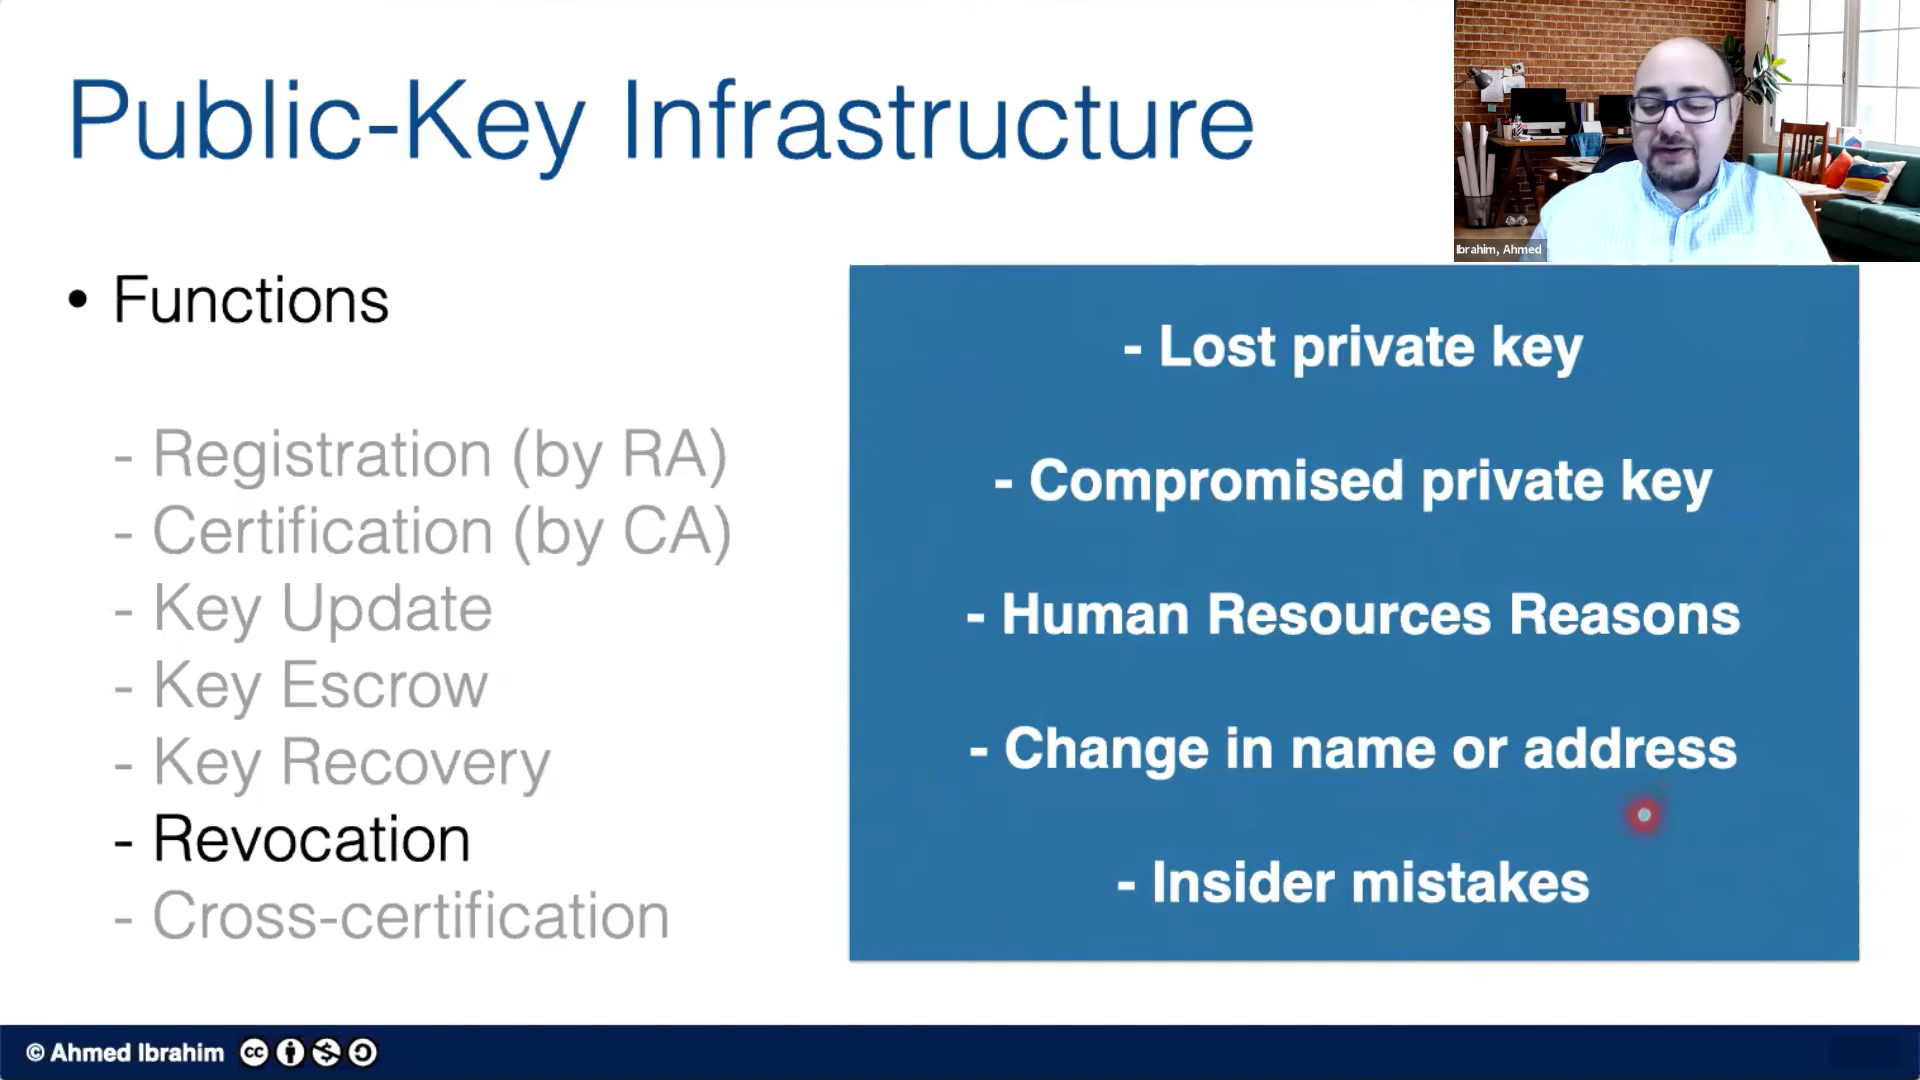 Public-Key Infrastructure
Ibrahim, Ahmed
• Functions
- Registration (by RA)
- Certification (by CA)
- Key Update
- Key Escrow
- Key Recovery
- Revocation
- Cross-certification
- Lost private key
- Compromised private key
- Human Resources Reasons
- Change in name or address
- Insider mistakes
© Ahmed Ibrahim cc